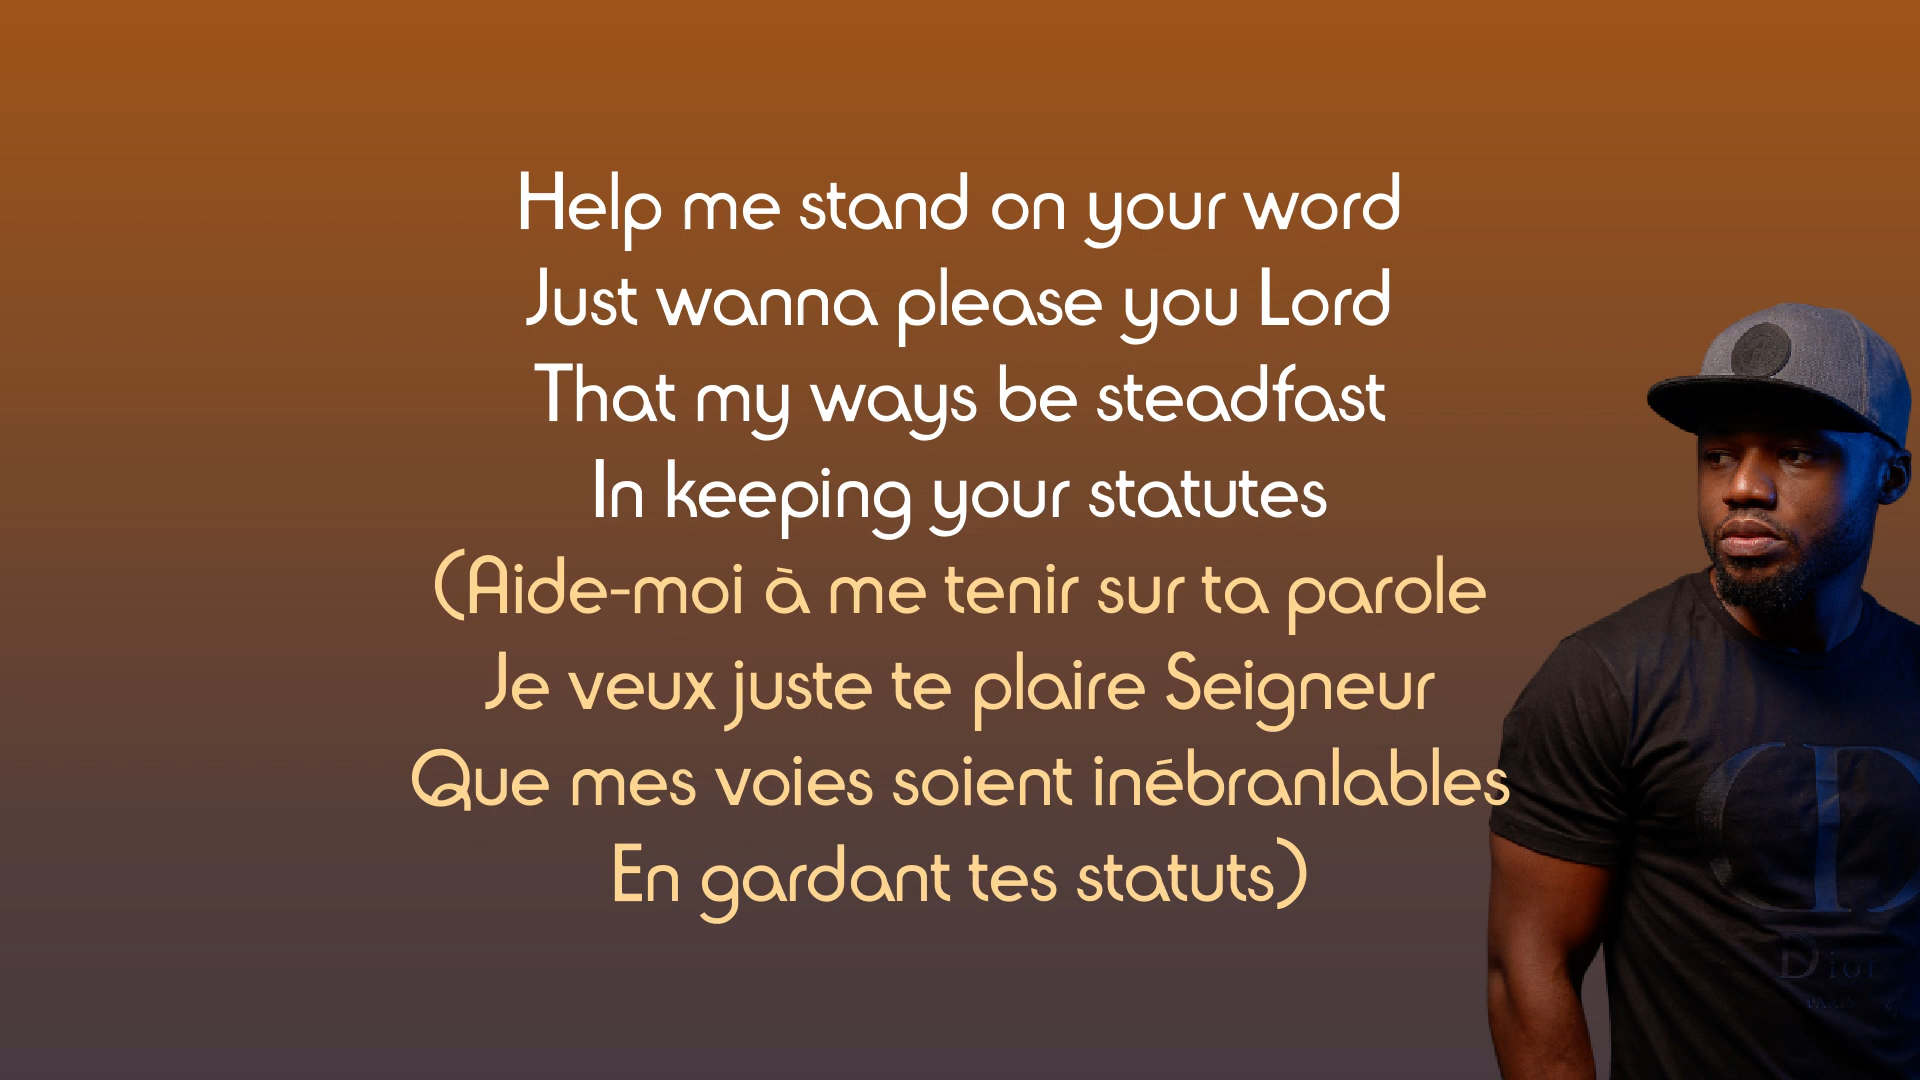 Help me stand on your word
Just wanna please you Lord
That my ways be steadfast
In keeping your statutes
(Aide-moi à me tenir sur ta parole
Je veux juste te plaire Seigneur
Que mes voies soient inébranlables
En gardant tes statuts)
Dior